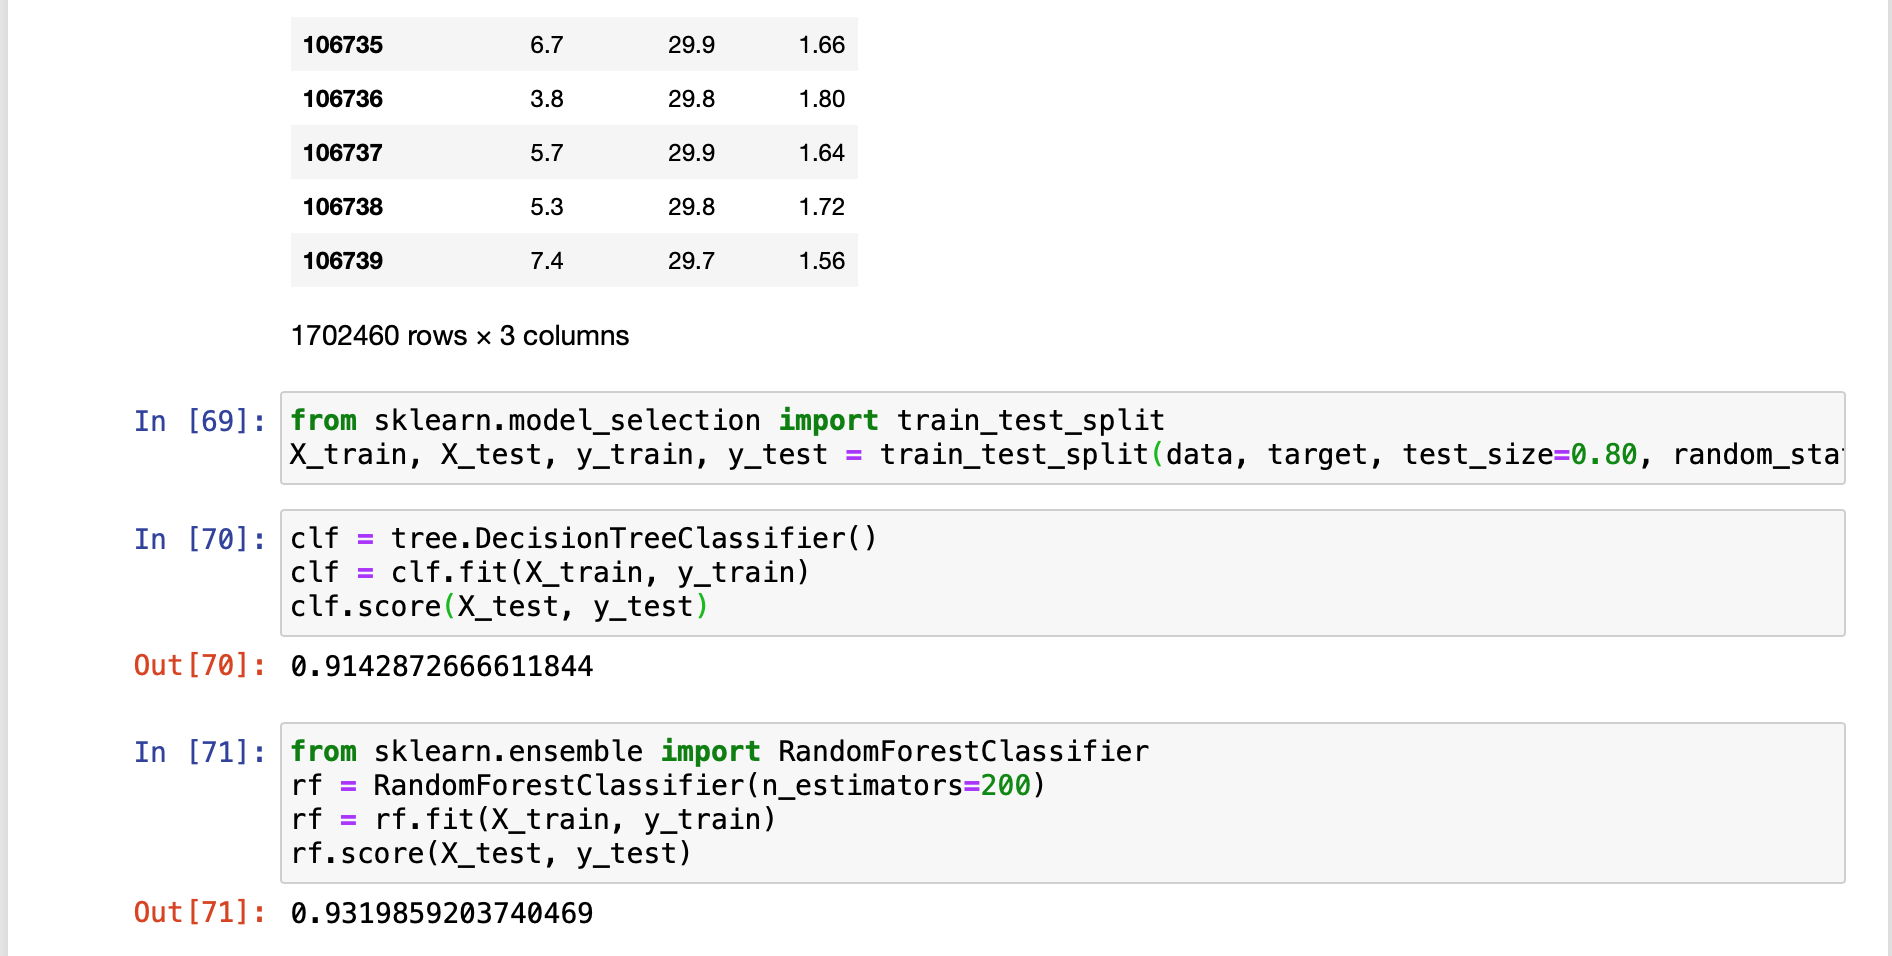 106735 6.7 29.9 1.66
106736 3.8 29.8 1.80
106737 5.7 29.9 1.64
106738 5.3 29.8 1.72
106739 7.4 29.7 1.56
1702460 rows × 3 columns
In [69]: from sklearn.model_selection import train_test_split
X_train, X_test, y_train, y_test = train_test_split(data, target, test_size=0.80, random_sta
In [70]: clf = tree.DecisionTreeClassifier()
clf = clf.fit(X_train, y_train)
clf.score(X_test, y_test)
Out[70]: 0.9142872666611844
In [71]: from sklearn.ensemble import RandomForestClassifier
rf = RandomForestClassifier(n_estimators=200)
rf = rf.fit(X_train, y_train)
rf.score(X_test, y_test)
Out[71]: 0.9319859203740469